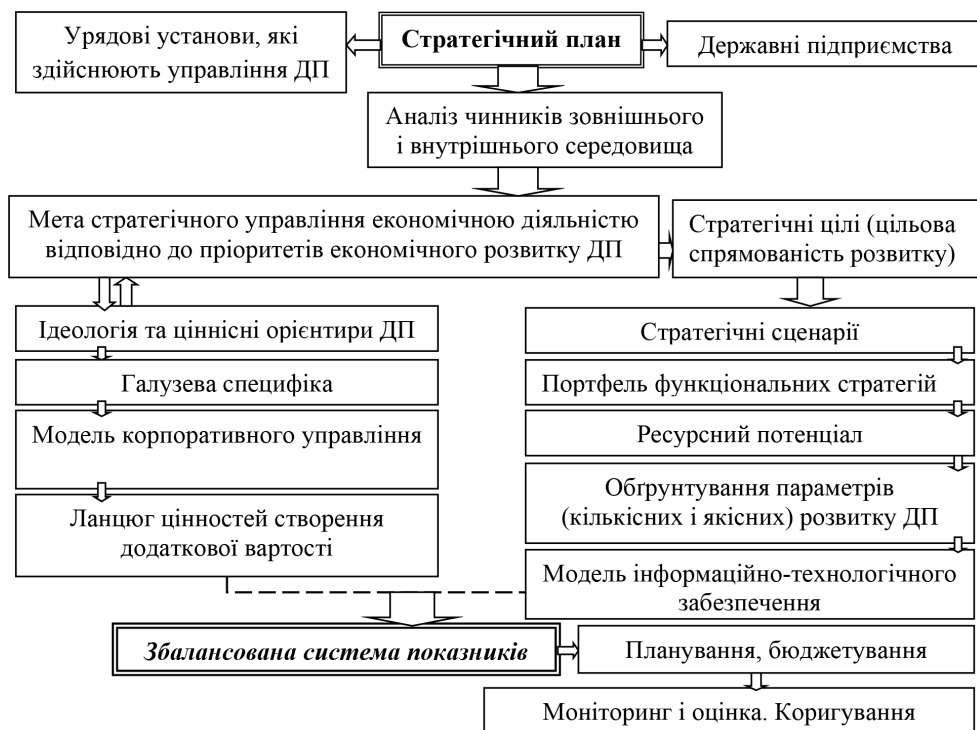 Урядові установи, які
здійснюють управління ДП
Стратегічний план
Державні підприємства
Аналіз чинників зовнішнього
і внутрішнього середовища
Мета стратегічного управління економічною діяльністю
відповідно до пріоритетів економічного розвитку ДП
Стратегічні цілі (цільова
спрямованість розвитку)
Ідеологія та ціннісні орієнтири ДП
Галузева специфіка
Модель корпоративного управління
Ланцюг цінностей створення
додаткової вартості
Стратегічні сценарії
Портфель функціональних стратегій
Ресурсний потенціал
Обґрунтування параметрів
(кількісних і якісних) розвитку ДП
Модель інформаційно-технологічного
забезпечення
Збалансована система показників
Планування, бюджетування
Моніторинг і оцінка. Коригування